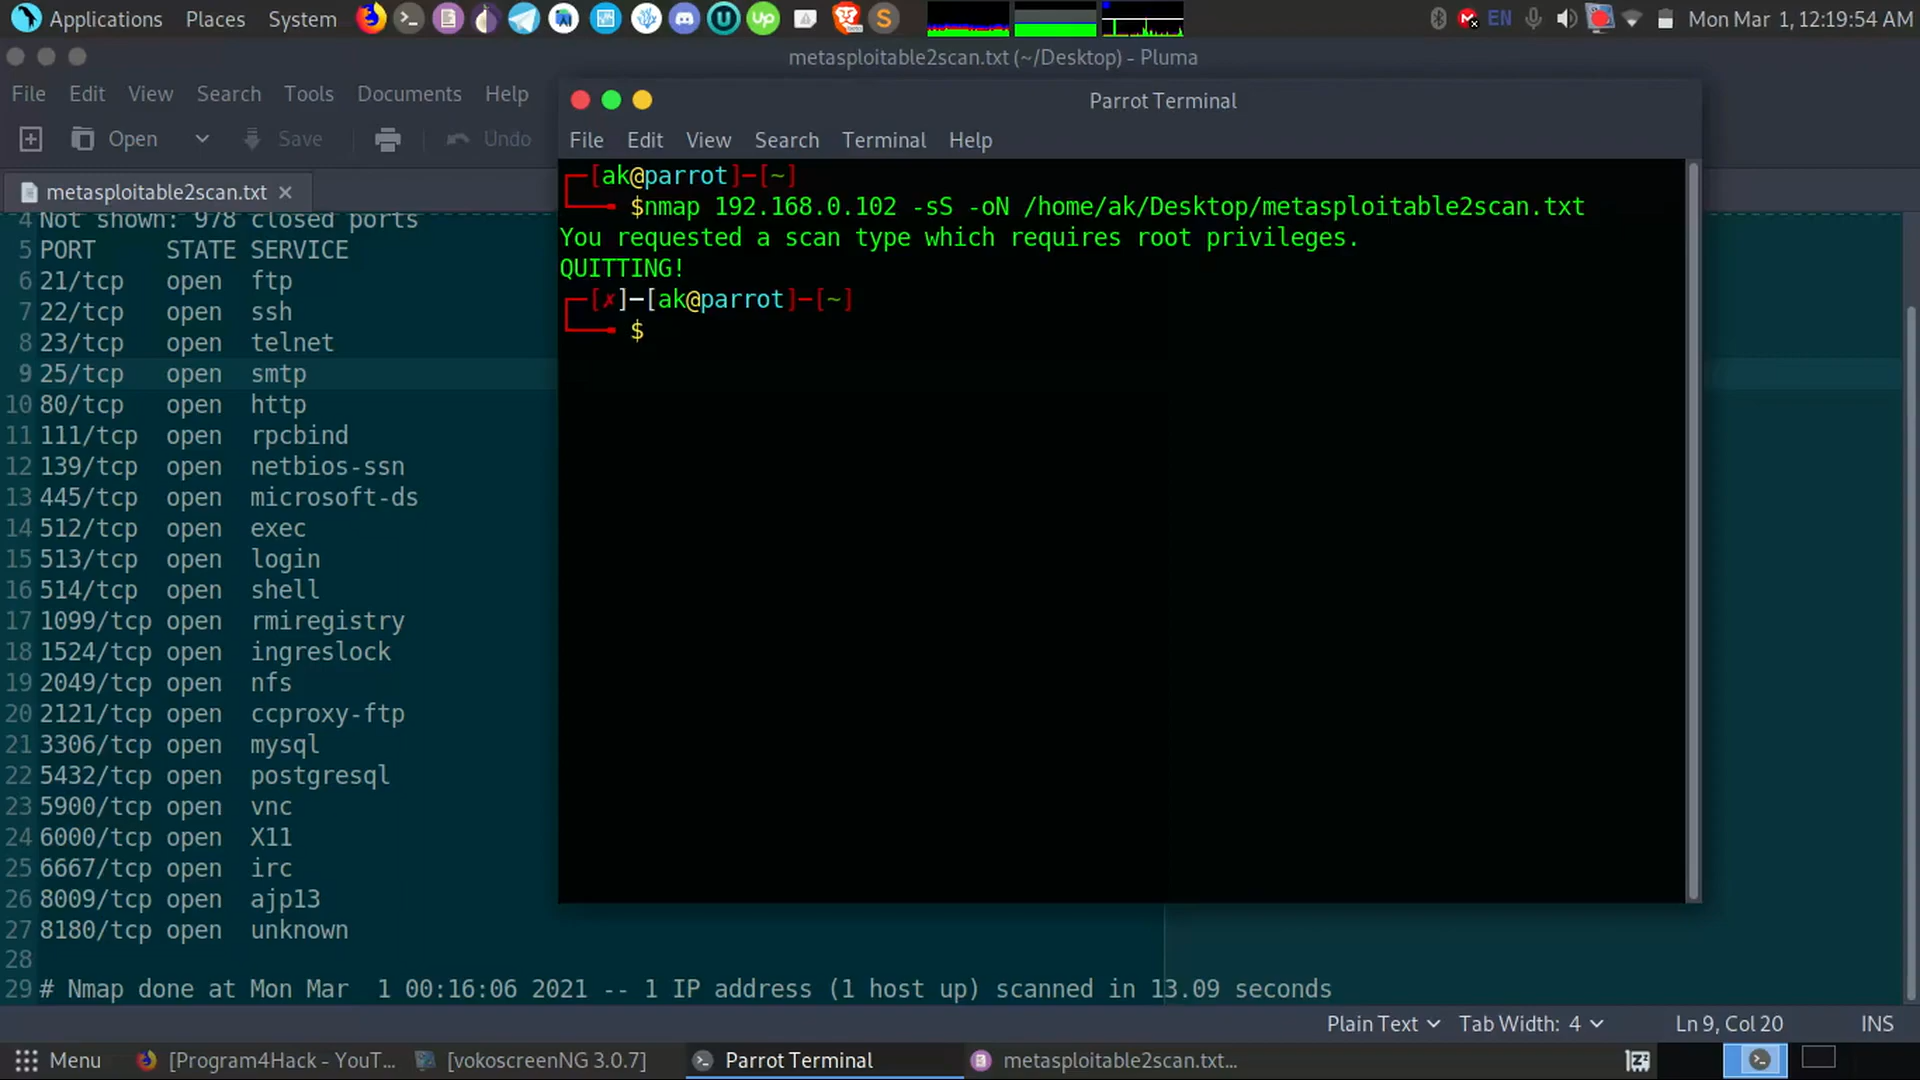 Applications Places System
EN
Mon Mar 1, 12:19:54 AM
metasploitable2scan.txt (~/Desktop) - Pluma
File Edit View Search Tools Documents Help
Open Save Undo
metasploitable2scan.txt
4 Not shown: 978 closed ports
5 PORT STATE SERVICE
6 21/tcp open ftp
7 22/tcp open ssh
8 23/tcp open telnet
9 25/tcp open smtp
10 80/tcp open http
11 111/tcp open rpcbind
12 139/tcp open netbios-ssn
13 445/tcp open microsoft-ds
14 512/tcp open exec
15 513/tcp open login
16 514/tcp open shell
17 1099/tcp open rmiregistry
18 1524/tcp open ingreslock
19 2049/tcp open nfs
20 2121/tcp open ccproxy-ftp
21 3306/tcp open mysql
22 5432/tcp open postgresql
23 5900/tcp open vnc
24 6000/tcp open X11
25 6667/tcp open irc
26 8009/tcp open ajp13
27 8180/tcp open unknown
28
29 # Nmap done at Mon Mar  1 00:16:06 2021 -- 1 IP address (1 host up) scanned in 13.09 seconds
Parrot Terminal
File Edit View Search Terminal Help
┌─[ak@parrot]─[~]
└──╼ $nmap 192.168.0.102 -sS -oN /home/ak/Desktop/metasploitable2scan.txt
You requested a scan type which requires root privileges.
QUITTING!
┌─[✗]─[ak@parrot]─[~]
└──╼ $
Plain Text Tab Width: 4 Ln 9, Col 20 INS
Menu [Program4Hack - YouT... [vokoscreenNG 3.0.7] Parrot Terminal metasploitable2scan.txt...